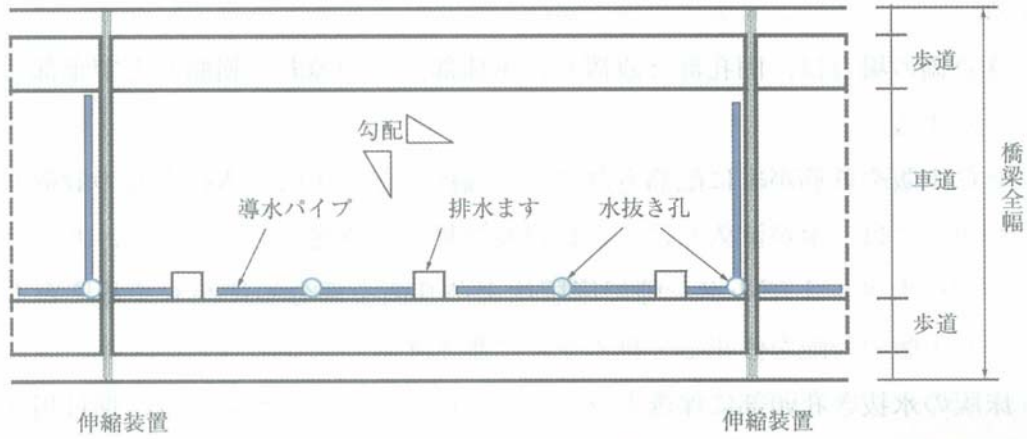 歩道
勾配
車道
橋梁全幅
導水パイプ
排水ます
水抜き孔
歩道
伸縮装置
伸縮装置